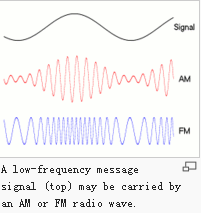 Signal
AM
FM
A low-frequency message
signal (top) may be carried by
an AM or FM radio wave.